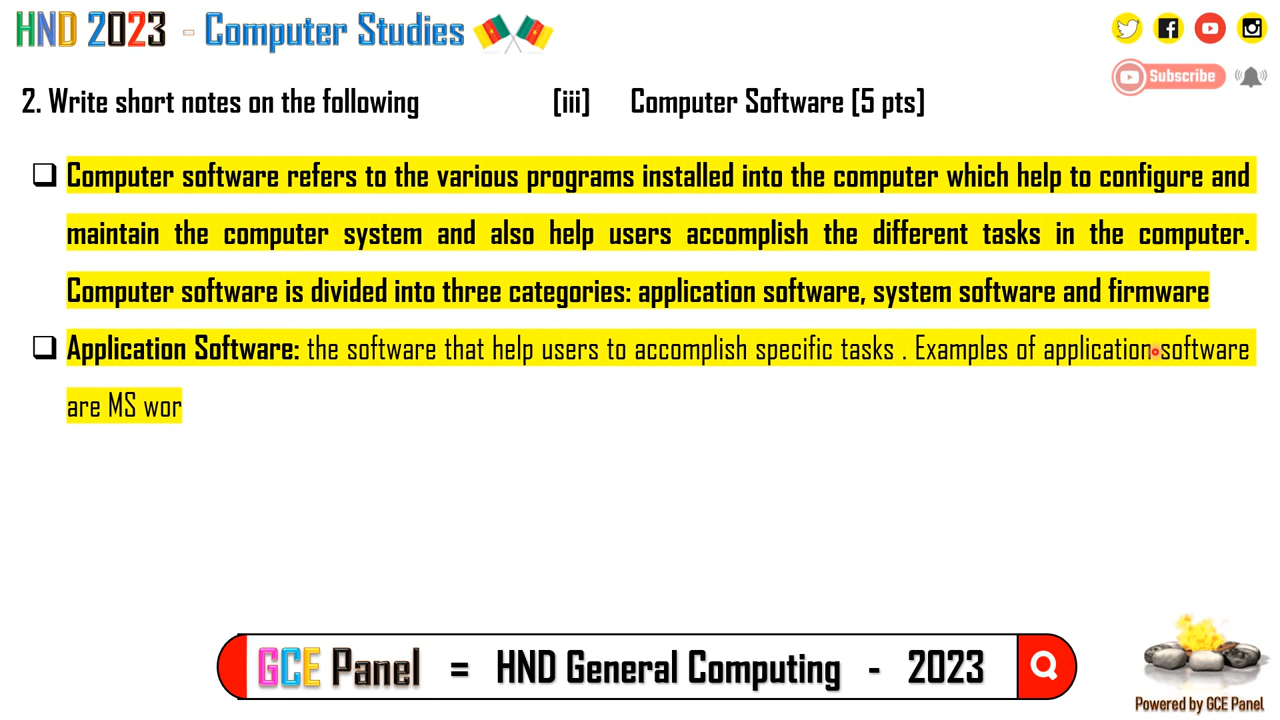 HND 2023 - Computer Studies
Subscribe
2. Write short notes on the following [iii] Computer Software [5 pts]
Computer software refers to the various programs installed into the computer which help to configure and
maintain the computer system and also help users accomplish the different tasks in the computer.
Computer software is divided into three categories: application software, system software and firmware
Application Software: the software that help users to accomplish specific tasks . Examples of application software
are MS wor
GCE Panel = HND General Computing - 2023
Powered by GCE Panel